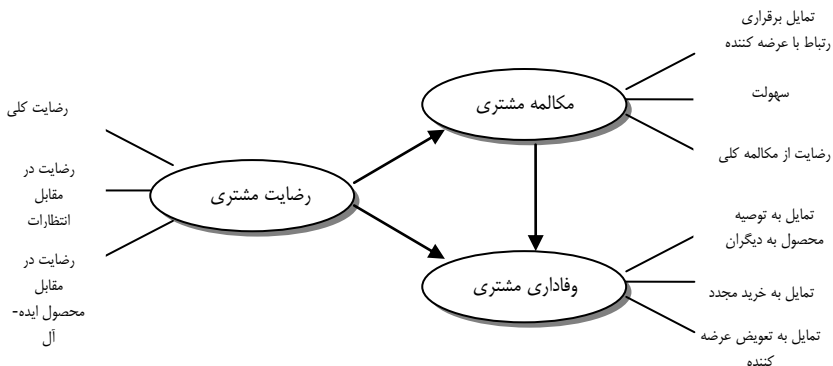 تمایل برقراری
رتباط با عرضه کننده
سهولت
رضایت از مکالمه کلی
مکالمه مشتری
رضایت کلی
رضایت در
مقابل
انتظارات
رضایت در
مقابل
محصول ایده-
آل
رضایت مشتری
تمایل به توصیه
محصول به دیگران
تمایل به خرید مجدد
تمایل به تعویض عرضه
کننده
وفاداری مشتری